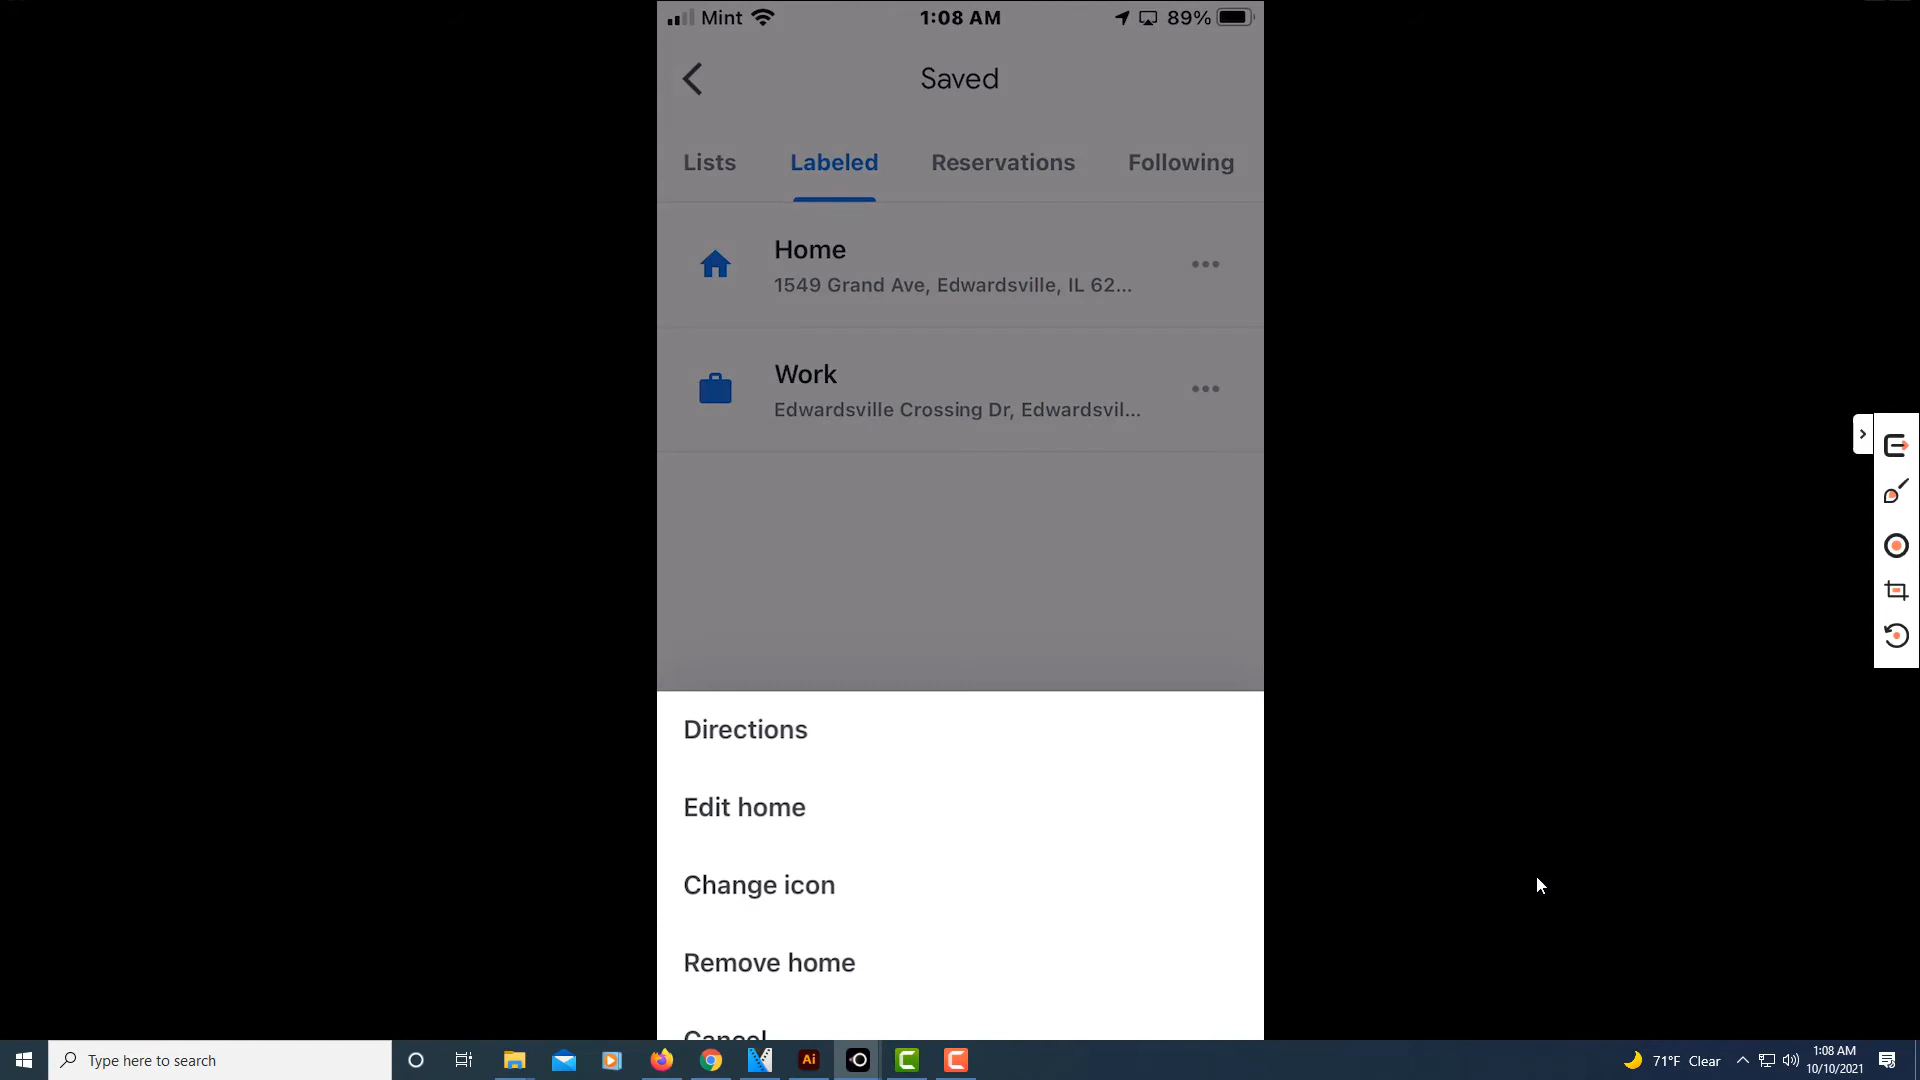 Mint
1:08 AM
89%
Saved
Lists
Labeled
Reservations
Following
Home
1549 Grand Ave, Edwardsville, IL 62...
Work
Edwardsville Crossing Dr, Edwardsvil...
Directions
Edit home
Change icon
Remove home
Cancel
Type here to search
Ai
71°F Clear
1:08 AM
10/10/2021